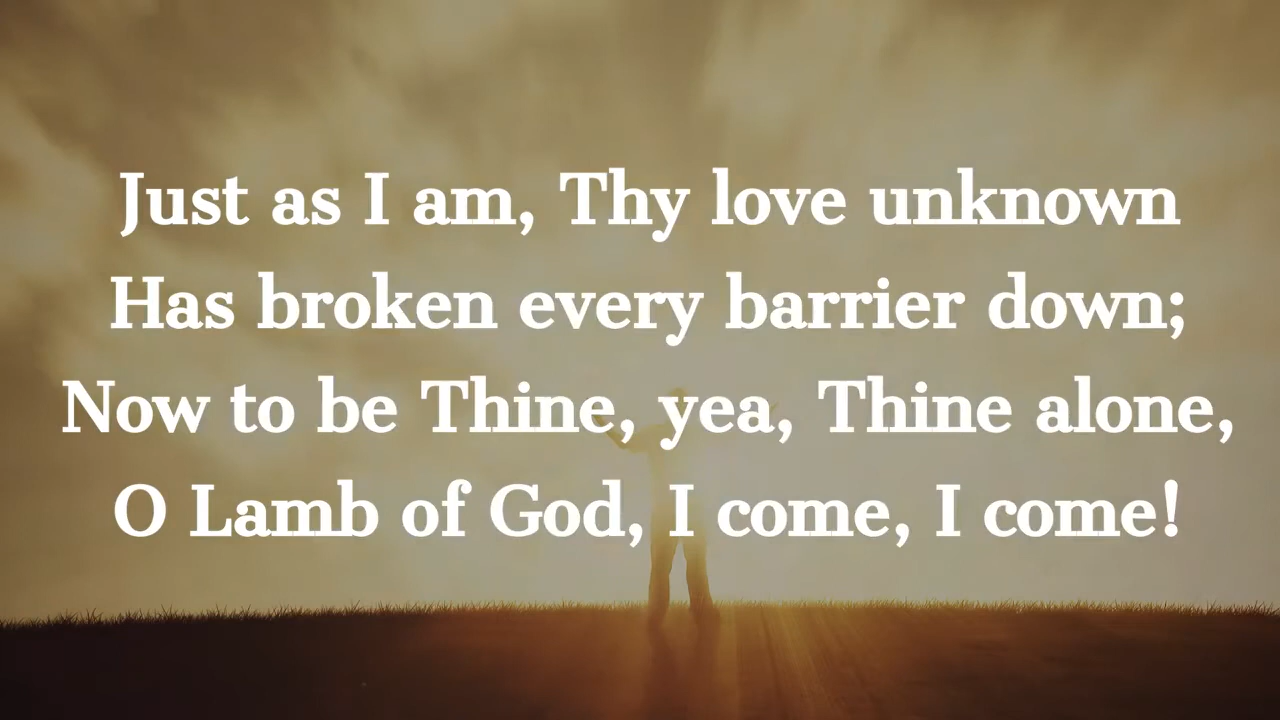 Just as I am, Thy love unknown
Has broken every barrier down;
Now to be Thine, yea, Thine alone,
O Lamb of God, I come, I come!